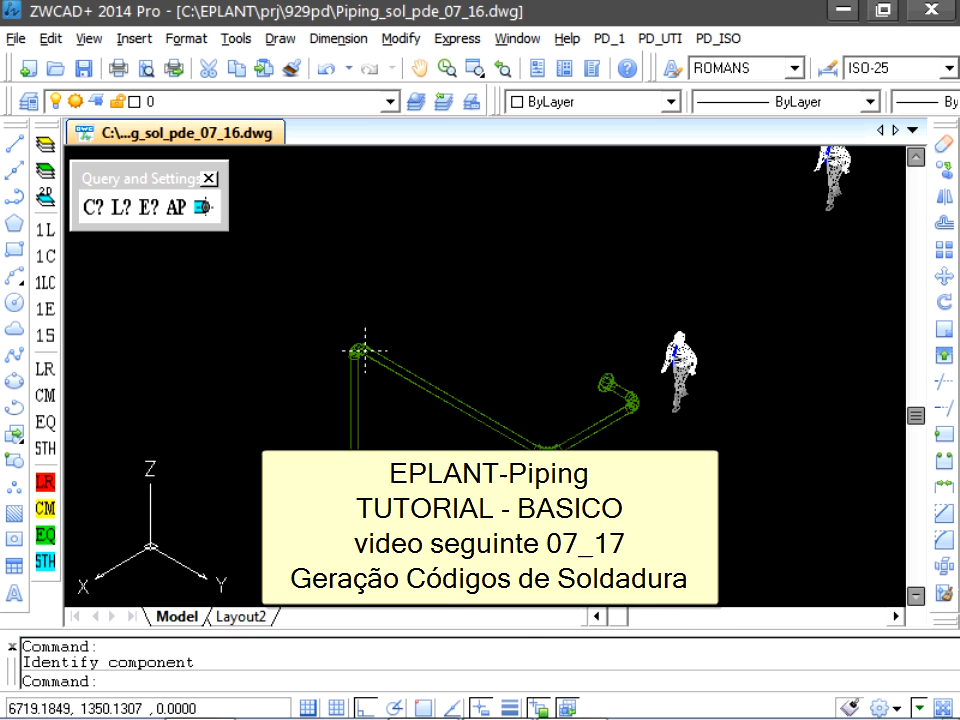 ZWCAD+ 2014 Pro - [C:\EPLANT\prj\929pd\Piping_sol_pde_07_16.dwg]
File Edit View Insert Format Tools Draw Dimension Modify Express Window Help PD_1 PD_UTI PD_ISO
ROMANS ISO-25
0 ByLayer ByLayer By
C:\...g_sol_pde_07_16.dwg
Query and Settings
C? L? E? AP
2D
1L
1C
1LC
1E
1S
LR
CM
EQ
STH
LR
CM
EQ
STH
Z
X
Y
EPLANT-Piping
TUTORIAL - BASICO
video seguinte 07_17
Geração Códigos de Soldadura
Model Layout2
Command:
Identify component
Command:
6719.1849, 1350.1307 , 0.0000